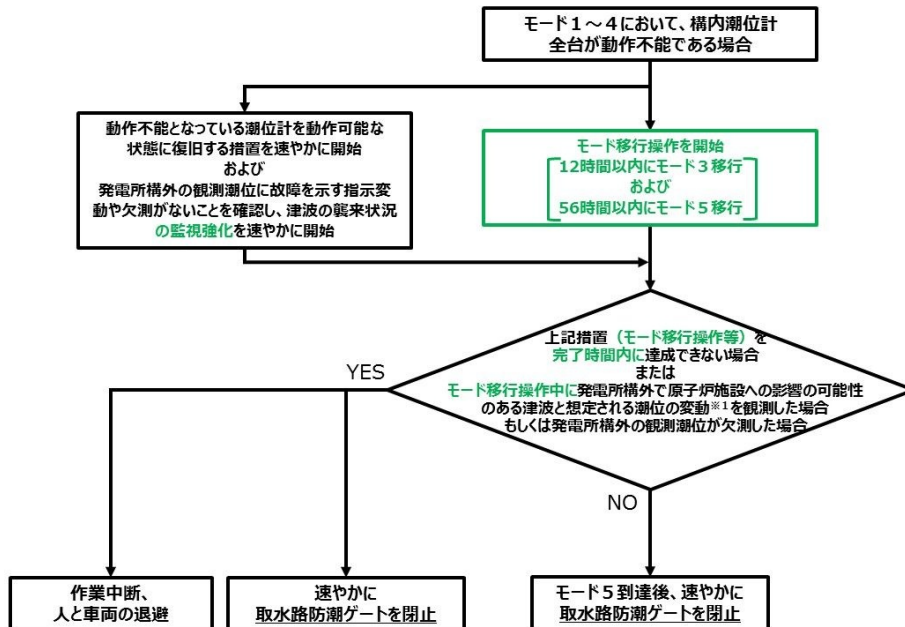 モード1～4において、構内潮位計
全台が動作不能である場合
動作不能となっている潮位計を動作可能な
状態に復旧する措置を速やかに開始
および
発電所構外の観測潮位に故障を示す指示変
動や欠測がないことを確認し、津波の襲来状況
の監視強化を速やかに開始
モード移行操作を開始
12時間以内にモード3移行
および
56時間以内にモード5移行
上記措置（モード移行操作等）を
完了時間内に達成できない場合
または
モード移行操作中に発電所構外で原子炉施設への影響の可能性
のある津波と想定される潮位の変動※1を観測した場合
もしくは発電所構外の観測潮位が欠測した場合
YES
NO
作業中断、
人と車両の退避
速やかに
取水路防潮ゲートを閉止
モード5到達後、速やかに
取水路防潮ゲートを閉止